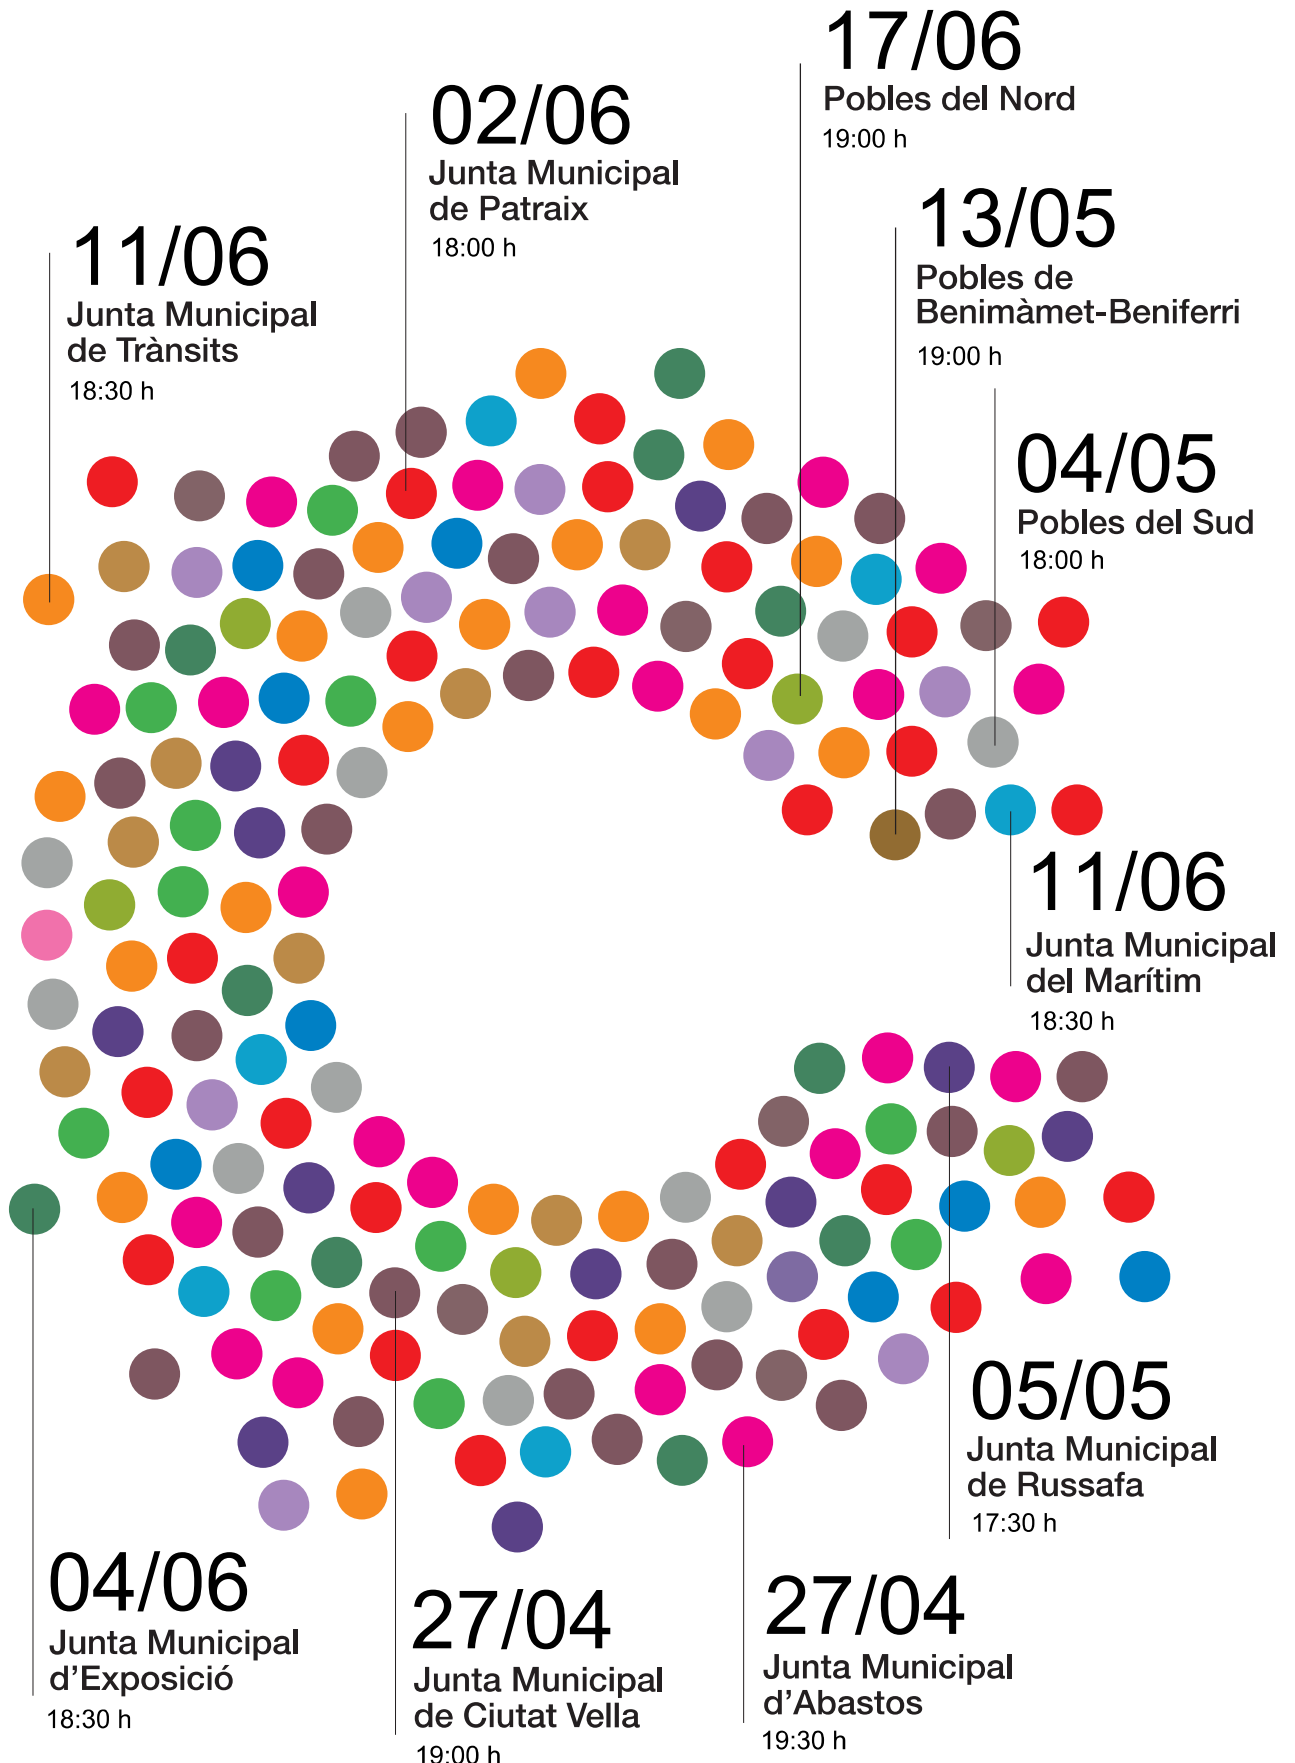 17/06
Pobles del Nord
19:00 h
02/06
Junta Municipal
de Patraix
18:00 h
13/05
Pobles de
Benimàmet-Beniferri
19:00 h
11/06
Junta Municipal
de Trànsits
18:30 h
04/05
Pobles del Sud
18:00 h
11/06
Junta Municipal
del Marítim
18:30 h
05/05
Junta Municipal
de Russafa
17:30 h
04/06
Junta Municipal
d’Exposició
18:30 h
27/04
Junta Municipal
de Ciutat Vella
19:00 h
27/04
Junta Municipal
d’Abastos
19:30 h